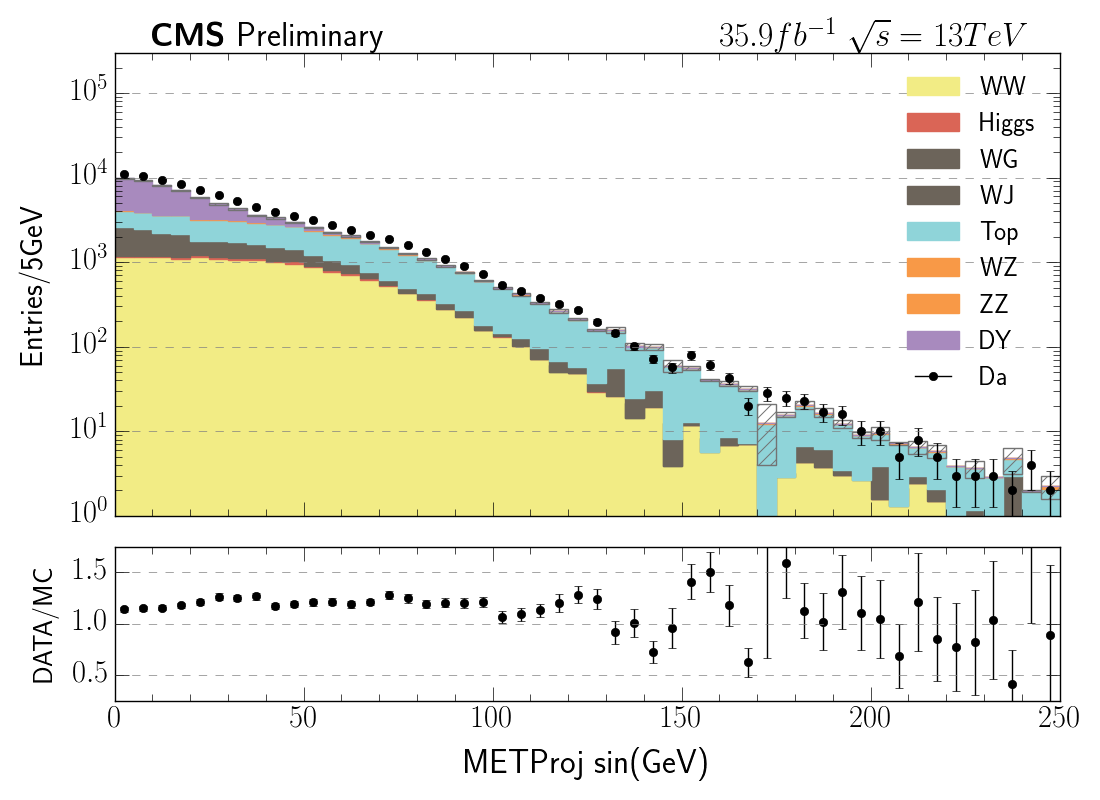 CMS Preliminary 35.9fb⁻¹ √s = 13TeV
10⁵
10⁴
10³
10²
10¹
10⁰
Entries/5GeV
WW
Higgs
WG
WJ
Top
WZ
ZZ
DY
Da
1.5
1.0
0.5
DATA/MC
0 50 100 150 200 250
METProj sin(GeV)